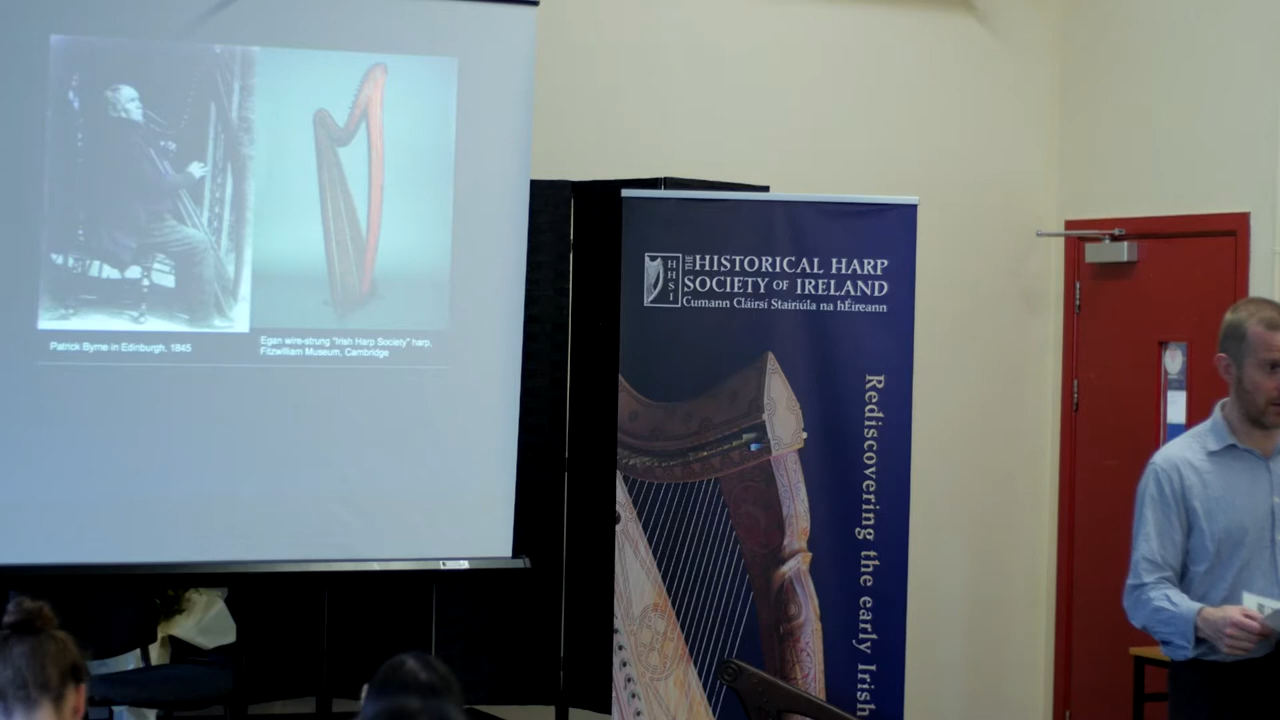 Patrick Byrne in Edinburgh, 1845
Egan wire-strung "Irish Harp Society" harp,
Fitzwilliam Museum, Cambridge
HHSI
THE HISTORICAL HARP
SOCIETY OF IRELAND
Cumann Cláirsí Stairiúla na hÉireann
Rediscovering the early Irish